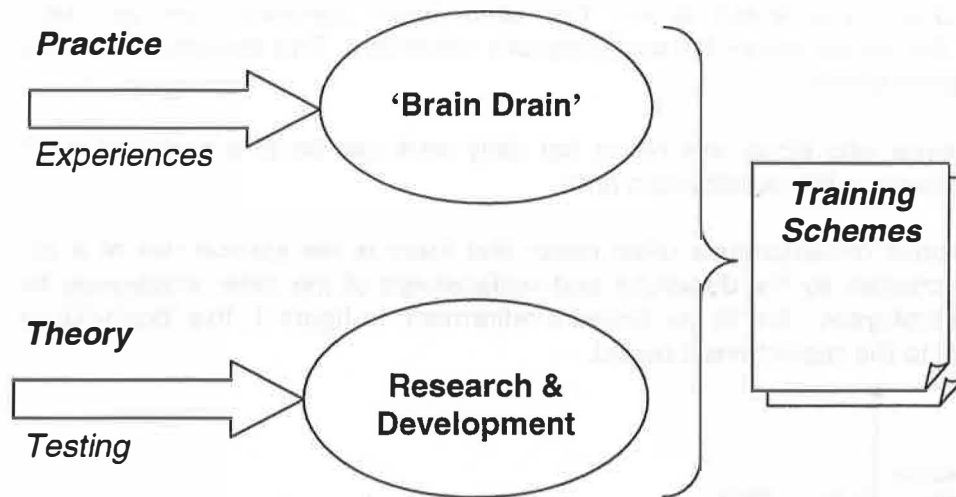 Practice
Experiences
'Brain Drain'
Training
Schemes
Theory
Testing
Research &
Development